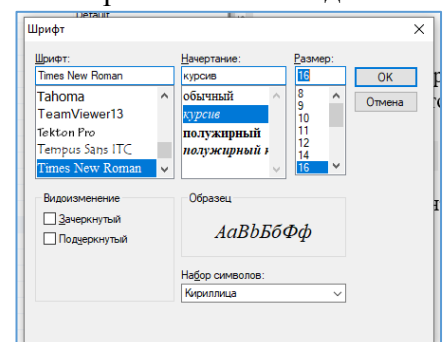 Default
Шрифт
Шрифт:
Times New Roman
Tahoma
TeamViewer13
Tekton Pro
Tempus Sans ITC
Times New Roman
Начертание:
курсив
обычный
курсив
полужирный
полужирный к
Размер:
16
8
9
10
11
12
14
16
OK
Отмена
Видоизменение
Зачеркнутый
Подчеркнутый
Образец
АаBbБбФф
Набор символов:
Кириллица